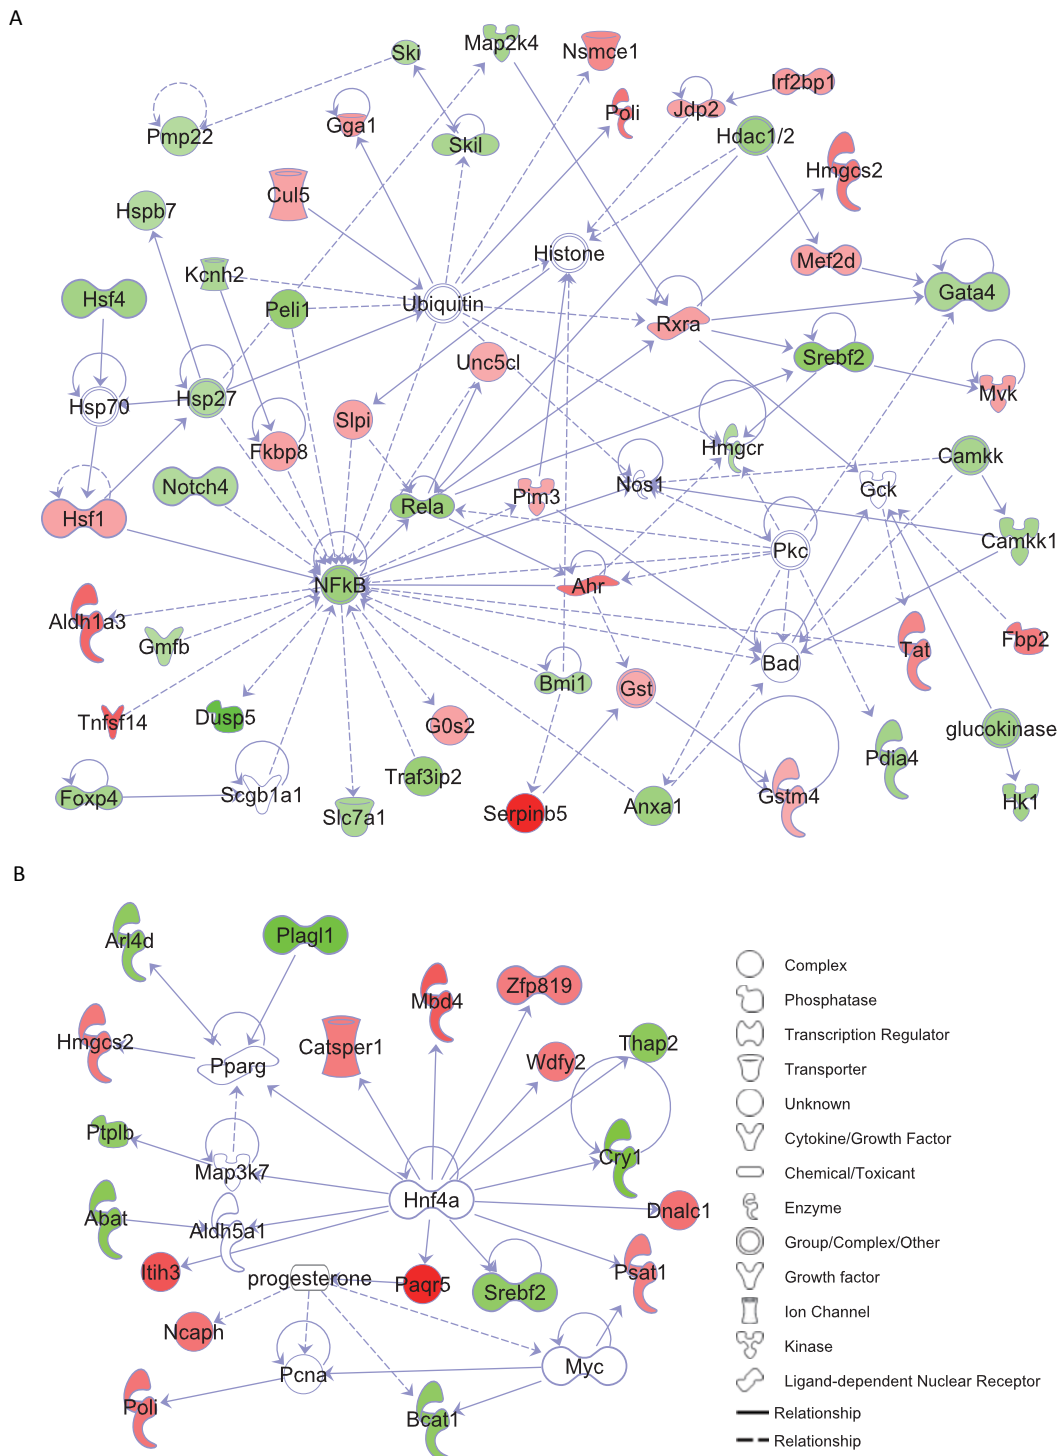 A
Ski
Map2k4
Nsmce1
Irf2bp1
Pmp22
Gga1
Skil
Poli
Jdp2
Hdac1/2
Hmgcs2
Cul5
Hspb7
Histone
Mef2d
Kcnh2
Hsf4
Peli1
Ubiquitin
Gata4
Rxra
Unc5cl
Srebf2
Hsp70
Hsp27
Mvk
Slpi
Fkbp8
Hmgcr
Camkk
Notch4
Rela
Pim3
Nos1
Gck
Hsf1
Camkk1
Pkc
NFkB
Ahr
Aldh1a3
Gmfb
Fbp2
Tat
Bad
Bmi1
Gst
Tnfsf14
Dusp5
G0s2
glucokinase
Pdia4
Traf3ip2
Foxp4
Scgb1a1
Slc7a1
Serpinb5
Anxa1
Gstm4
Hk1
B
Arl4d
Plagl1
Mbd4
Zfp819
Hmgcs2
Pparg
Catsper1
Wdfy2
Thap2
Ptplb
Map3k7
Cry1
Hnf4a
Abat
Aldh5a1
Dnalc1
Itih3
progesterone
Paqr5
Srebf2
Psat1
Ncaph
Pcna
Myc
Poli
Bcat1
Complex
Phosphatase
Transcription Regulator
Transporter
Unknown
Cytokine/Growth Factor
Chemical/Toxicant
Enzyme
Group/Complex/Other
Growth factor
Ion Channel
Kinase
Ligand-dependent Nuclear Receptor
Relationship
Relationship